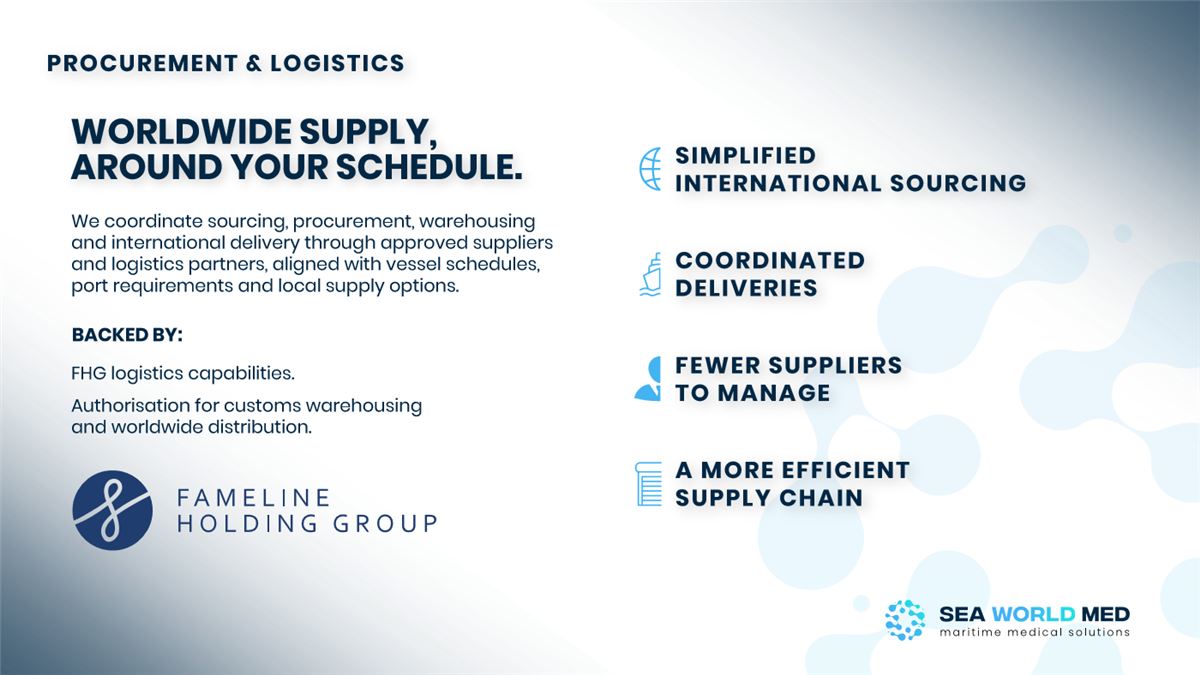 PROCUREMENT & LOGISTICS
WORLDWIDE SUPPLY,
AROUND YOUR SCHEDULE.
We coordinate sourcing, procurement, warehousing
and international delivery through approved suppliers
and logistics partners, aligned with vessel schedules,
port requirements and local supply options.
BACKED BY:
FHG logistics capabilities.
Authorisation for customs warehousing
and worldwide distribution.
FAMELINE
HOLDING GROUP
SIMPLIFIED
INTERNATIONAL SOURCING
COORDINATED
DELIVERIES
FEWER SUPPLIERS
TO MANAGE
A MORE EFFICIENT
SUPPLY CHAIN
SEA WORLD MED
maritime medical solutions